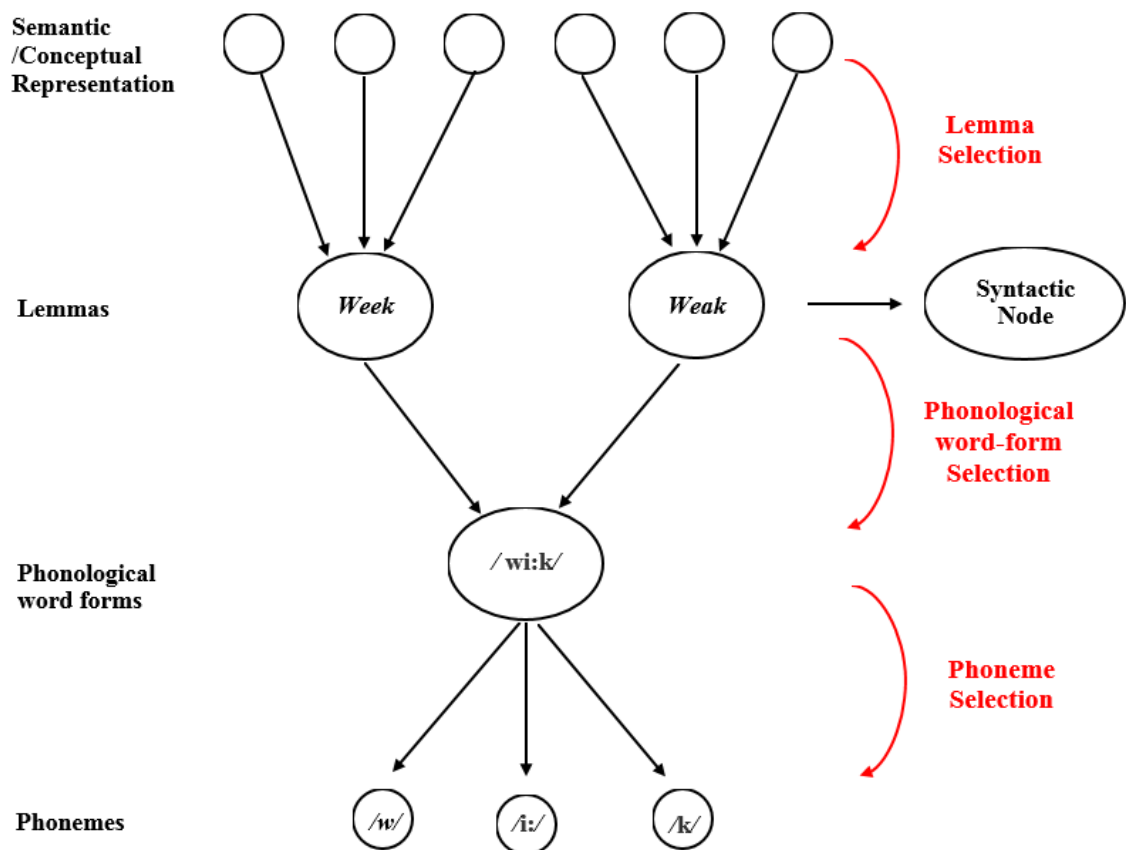 Semantic
/Conceptual
Representation
Lemma
Selection
Lemmas
Week
Weak
Syntactic
Node
Phonological
word-form
Selection
Phonological
word forms
/ wi:k/
Phoneme
Selection
Phonemes
/w/
/i:/
/k/